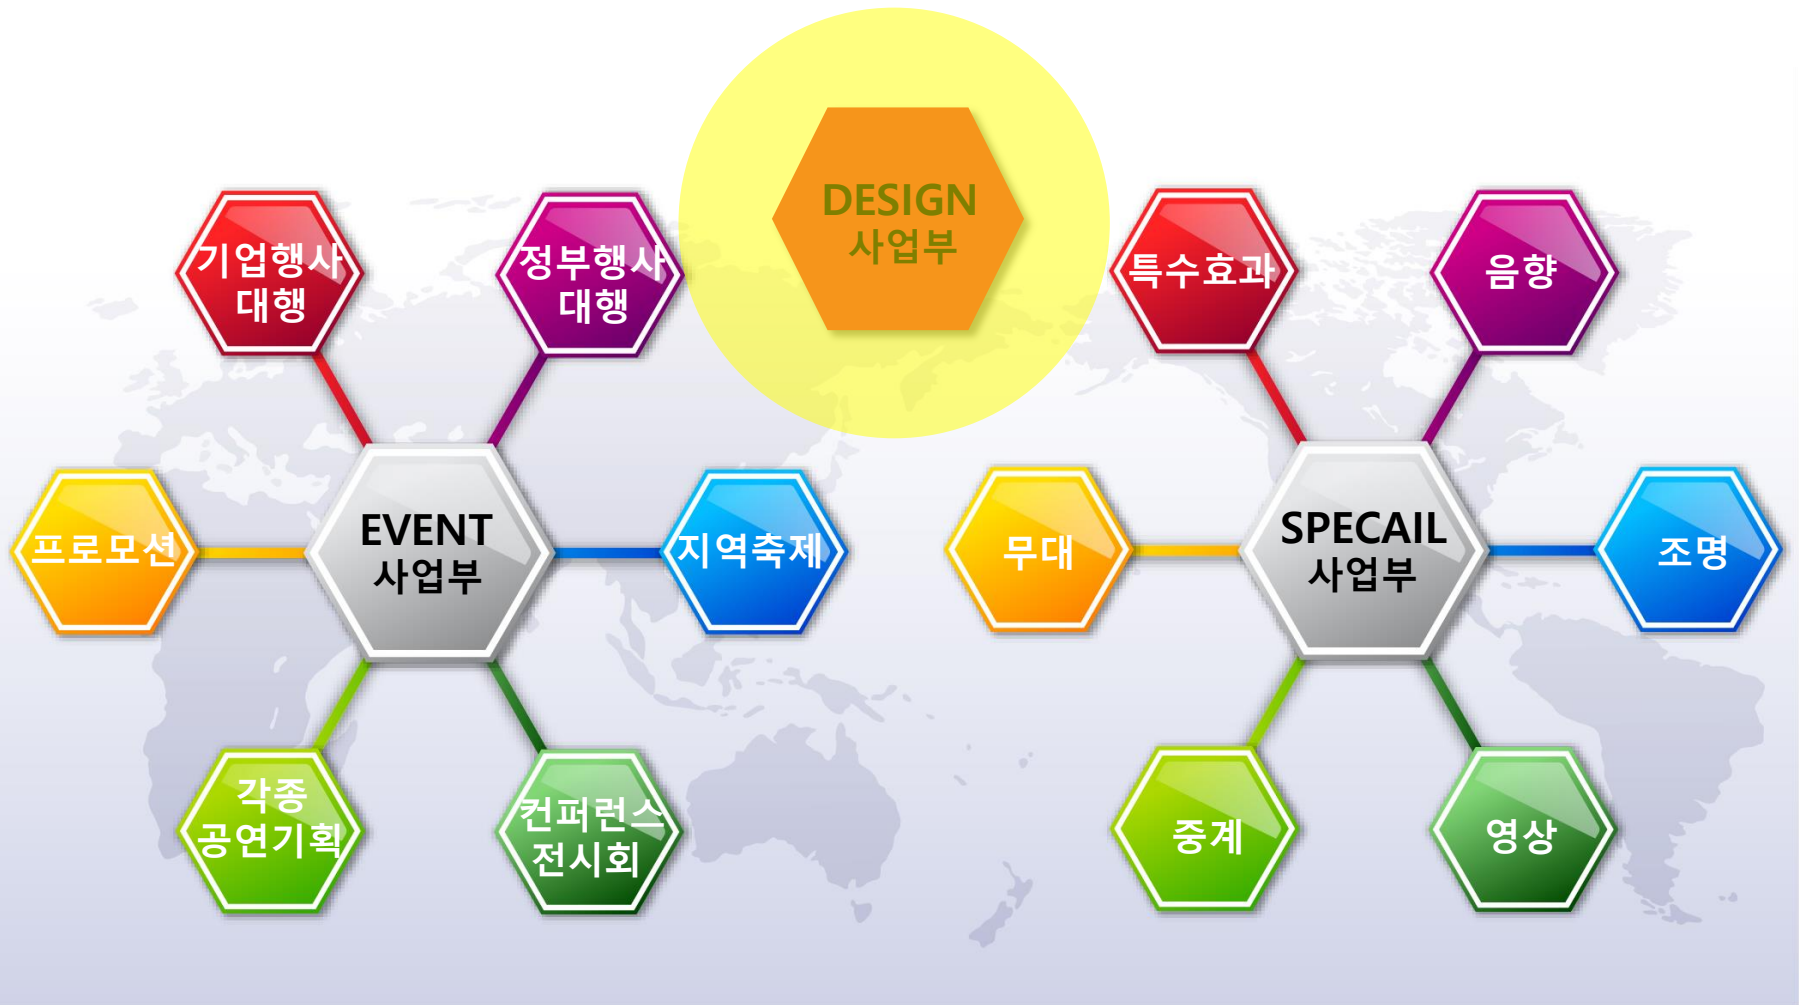 DESIGN
사업부
기업행사
대행
정부행사
대행
프로모션
EVENT
사업부
지역축제
각종
공연기획
컨퍼런스
전시회
특수효과
음향
무대
SPECAIL
사업부
조명
중계
영상